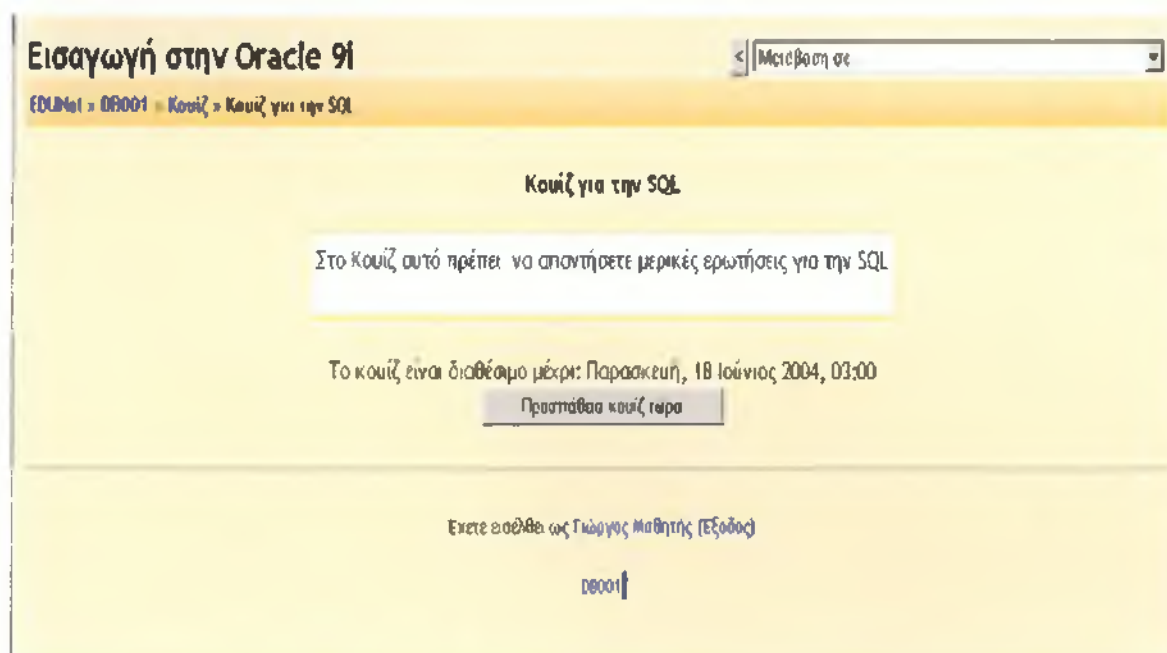 Εισαγωγή στην Oracle 9i
< Μετάβαση σε
EDUNet » DB001 » Κουίζ » Κουίζ για την SQL
Κουίζ για την SQL
Στο Κουίζ αυτό πρέπει να απαντήσετε μερικές ερωτήσεις για την SQL
Το κουίζ είναι διαθέσιμο μέχρι: Παρασκευή, 18 Ιούνιος 2004, 03:00
Προσπάθεια κουίζ τώρα
Έχετε εισέλθει ως Γιώργος Μαθητής (Έξοδος)
DB001